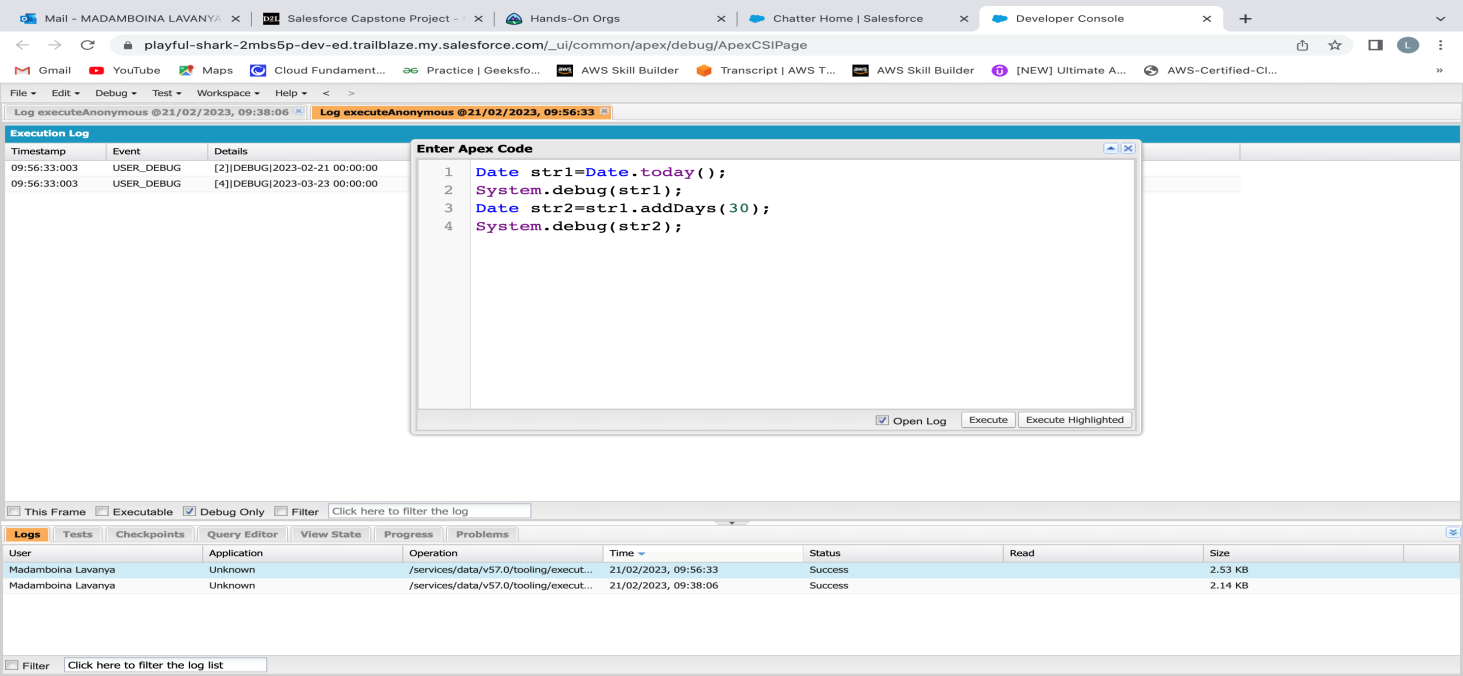 Mail - MADAMBOINA LAVANYA
Salesforce Capstone Project -
Hands-On Orgs
Chatter Home | Salesforce
Developer Console
playful-shark-2mbs5p-dev-ed.trailblaze.my.salesforce.com/_ui/common/apex/debug/ApexCSIPage
L
Gmail YouTube Maps Cloud Fundament... Practice | Geeksfo... AWS Skill Builder Transcript | AWS T... AWS Skill Builder [NEW] Ultimate A... AWS-Certified-Cl... »
File Edit Debug Test Workspace Help < >
Log executeAnonymous @21/02/2023, 09:38:06 Log executeAnonymous @21/02/2023, 09:56:33
Execution Log
Timestamp Event Details
09:56:33:003 USER_DEBUG [2]|DEBUG|2023-02-21 00:00:00
09:56:33:003 USER_DEBUG [4]|DEBUG|2023-03-23 00:00:00
Enter Apex Code
1 Date str1=Date.today();
2 System.debug(str1);
3 Date str2=str1.addDays(30);
4 System.debug(str2);
Open Log Execute Execute Highlighted
This Frame Executable Debug Only Filter Click here to filter the log
Logs Tests Checkpoints Query Editor View State Progress Problems
User Application Operation Time Status Read Size
Madamboina Lavanya Unknown /services/data/v57.0/tooling/execut... 21/02/2023, 09:56:33 Success 2.53 KB
Madamboina Lavanya Unknown /services/data/v57.0/tooling/execut... 21/02/2023, 09:38:06 Success 2.14 KB
Filter Click here to filter the log list